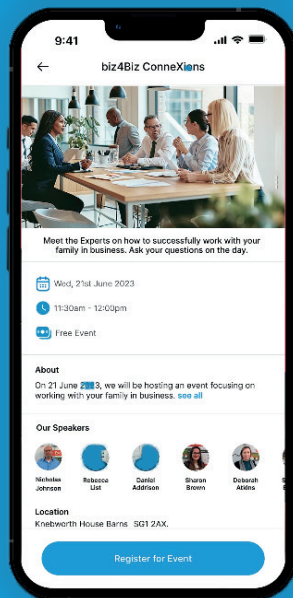 9:41
biz4Biz ConneXions
Meet the Experts on how to successfully work with your
family in business. Ask your questions on the day.
Wed, 21st June 2023
11:30am - 12:00pm
Free Event
About
On 21 June 3, we will be hosting an event focusing on
working with your family in business. see all
Our Speakers
Nicholas Rebecca Daniel Sharon Deborah
Johnson List Addrison Brown Atkins
Location
Knebworth House Barns SG1 2AX.
Register for Event